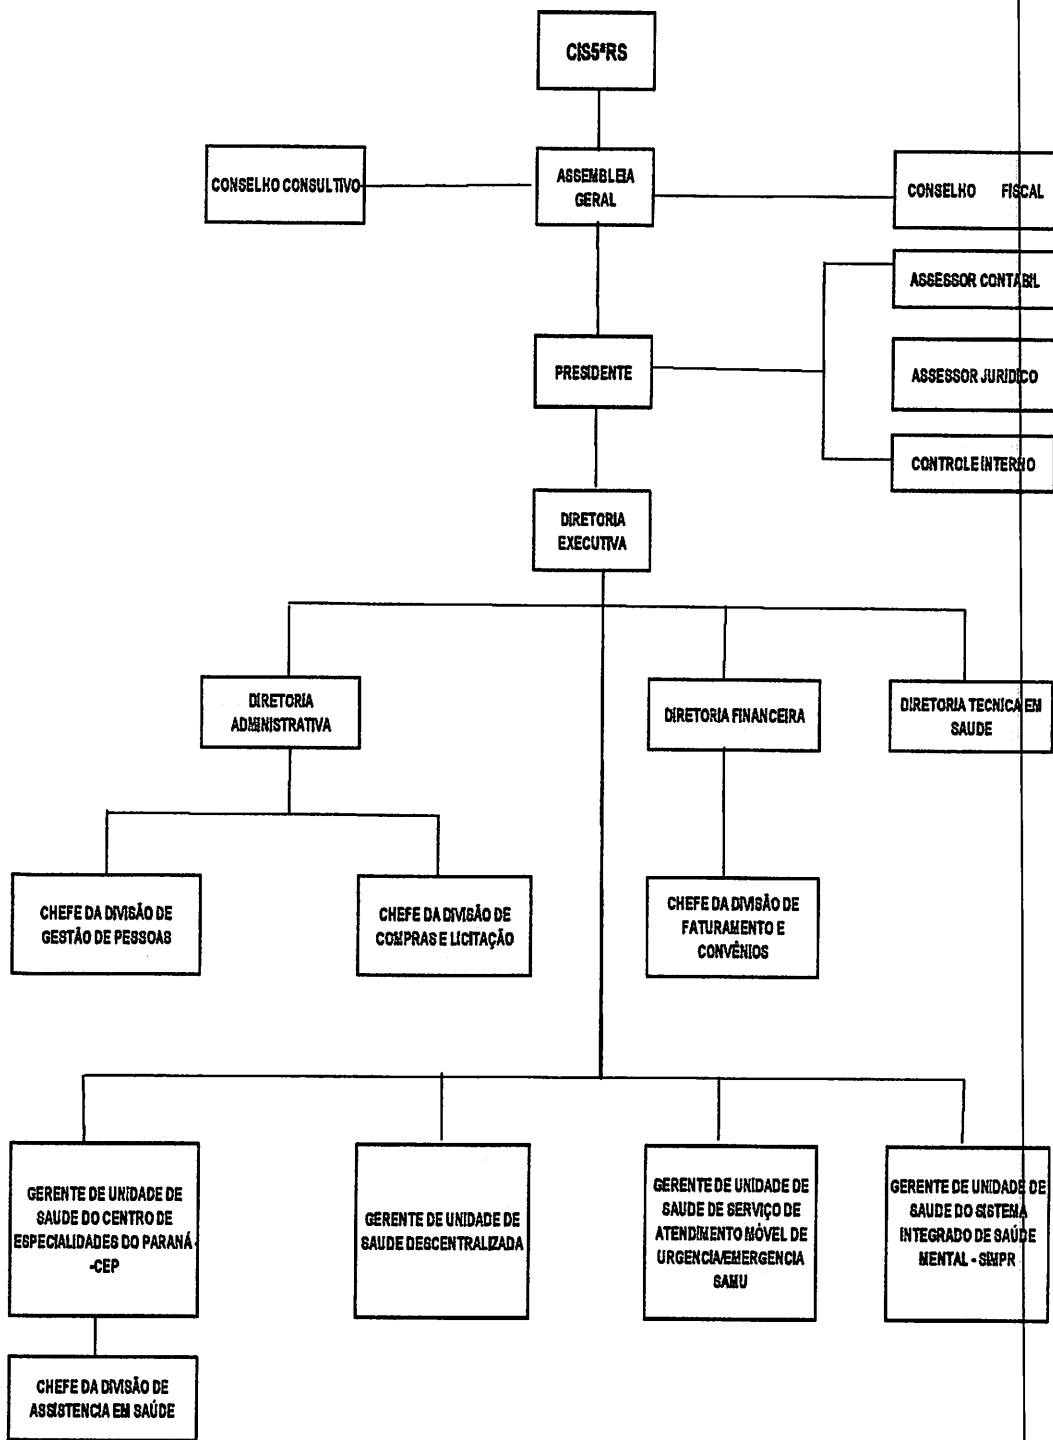 CIS5ªRS
CONSELHO CONSULTIVO
ASSEMBLEIA
GERAL
CONSELHO FISCAL
ASSESSOR CONTABIL
PRESIDENTE
ASSESSOR JURIDICO
CONTROLE INTERNO
DIRETORIA
EXECUTIVA
DIRETORIA
ADMINISTRATIVA
DIRETORIA FINANCEIRA
DIRETORIA TECNICA EM
SAUDE
CHEFE DA DIVISÃO DE
GESTÃO DE PESSOAS
CHEFE DA DIVISÃO DE
COMPRAS E LICITAÇÃO
CHEFE DA DIVISÃO DE
FATURAMENTO E
CONVÊNIOS
GERENTE DE UNIDADE DE
SAUDE DO CENTRO DE
ESPECIALIDADES DO PARANÁ
-CEP
GERENTE DE UNIDADE DE
SAUDE DESCENTRALIZADA
GERENTE DE UNIDADE DE
SAUDE DE SERVIÇO DE
ATENDIMENTO MÓVEL DE
URGENCIA/EMERGENCIA
SAMU
GERENTE DE UNIDADE DE
SAUDE DO SISTEMA
INTEGRADO DE SAÚDE
MENTAL - SIMPR
CHEFE DA DIVISÃO DE
ASSISTENCIA EM SAÚDE